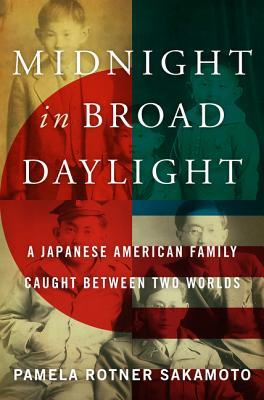 MIDNIGHT
in BROAD
DAYLIGHT
A JAPANESE AMERICAN FAMILY
CAUGHT BETWEEN TWO WORLDS
PAMELA ROTNER SAKAMOTO